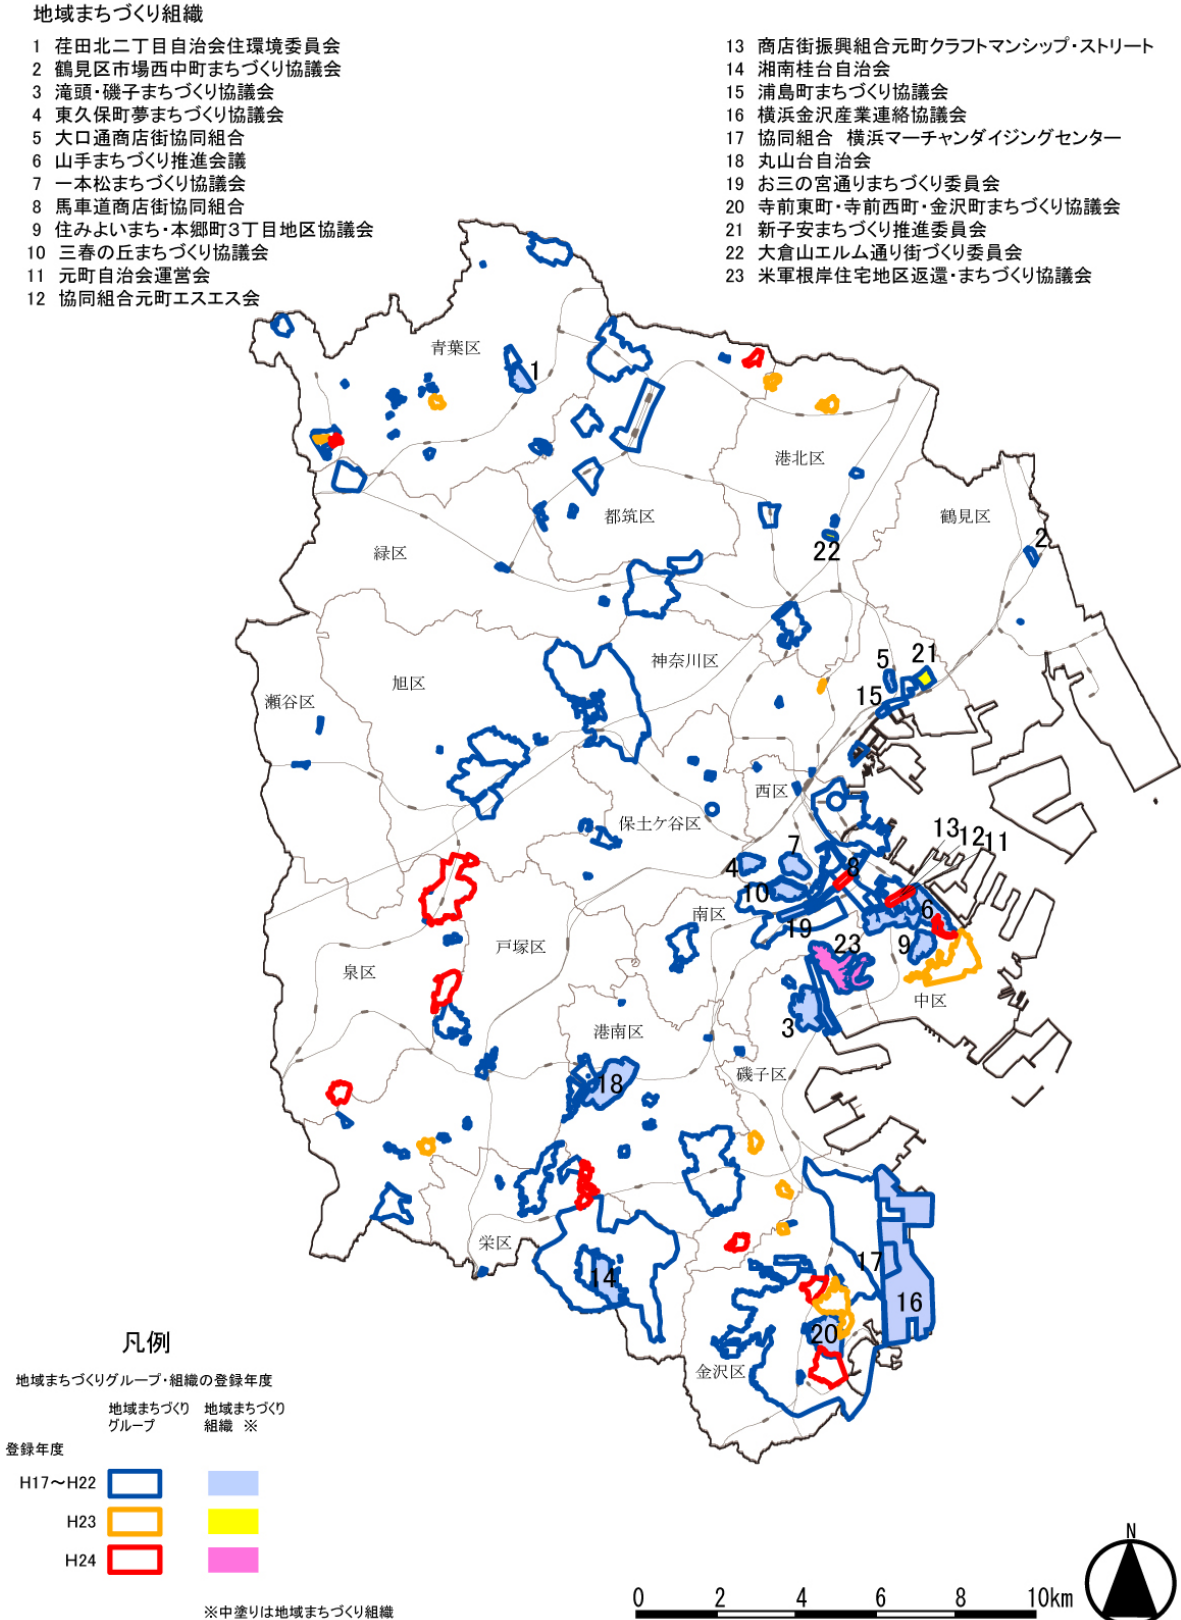 地域まちづくり組織
1 荏田北二丁目自治会住環境委員会
2 鶴見区市場西中町まちづくり協議会
3 滝頭・磯子まちづくり協議会
4 東久保町夢まちづくり協議会
5 大口通商店街協同組合
6 山手まちづくり推進会議
7 一本松まちづくり協議会
8 馬車道商店街協同組合
9 住みよいまち・本郷町3丁目地区協議会
10 三春の丘まちづくり協議会
11 元町自治会運営会
12 協同組合元町エスエス会
13 商店街振興組合元町クラフトマンシップ・ストリート
14 湘南桂台自治会
15 浦島町まちづくり協議会
16 横浜金沢産業連絡協議会
17 協同組合 横浜マーチャンダイジングセンター
18 丸山台自治会
19 お三の宮通りまちづくり委員会
20 寺前東町・寺前西町・金沢町まちづくり協議会
21 新子安まちづくり推進委員会
22 大倉山エルム通り街づくり委員会
23 米軍根岸住宅地区返還・まちづくり協議会
青葉区
1
港北区
都筑区
鶴見区
22
2
緑区
神奈川区
5
21
旭区
15
瀬谷区
西区
保土ケ谷区
13
12
11
7
4
8
10
南区
6
19
戸塚区
23
9
泉区
中区
港南区
3
磯子区
18
栄区
17
14
16
20
金沢区
凡例
地域まちづくりグループ・組織の登録年度
地域まちづくり
グループ
地域まちづくり
組織 ※
登録年度
H17～H22
H23
H24
※中塗りは地域まちづくり組織
0 2 4 6 8 10km
N